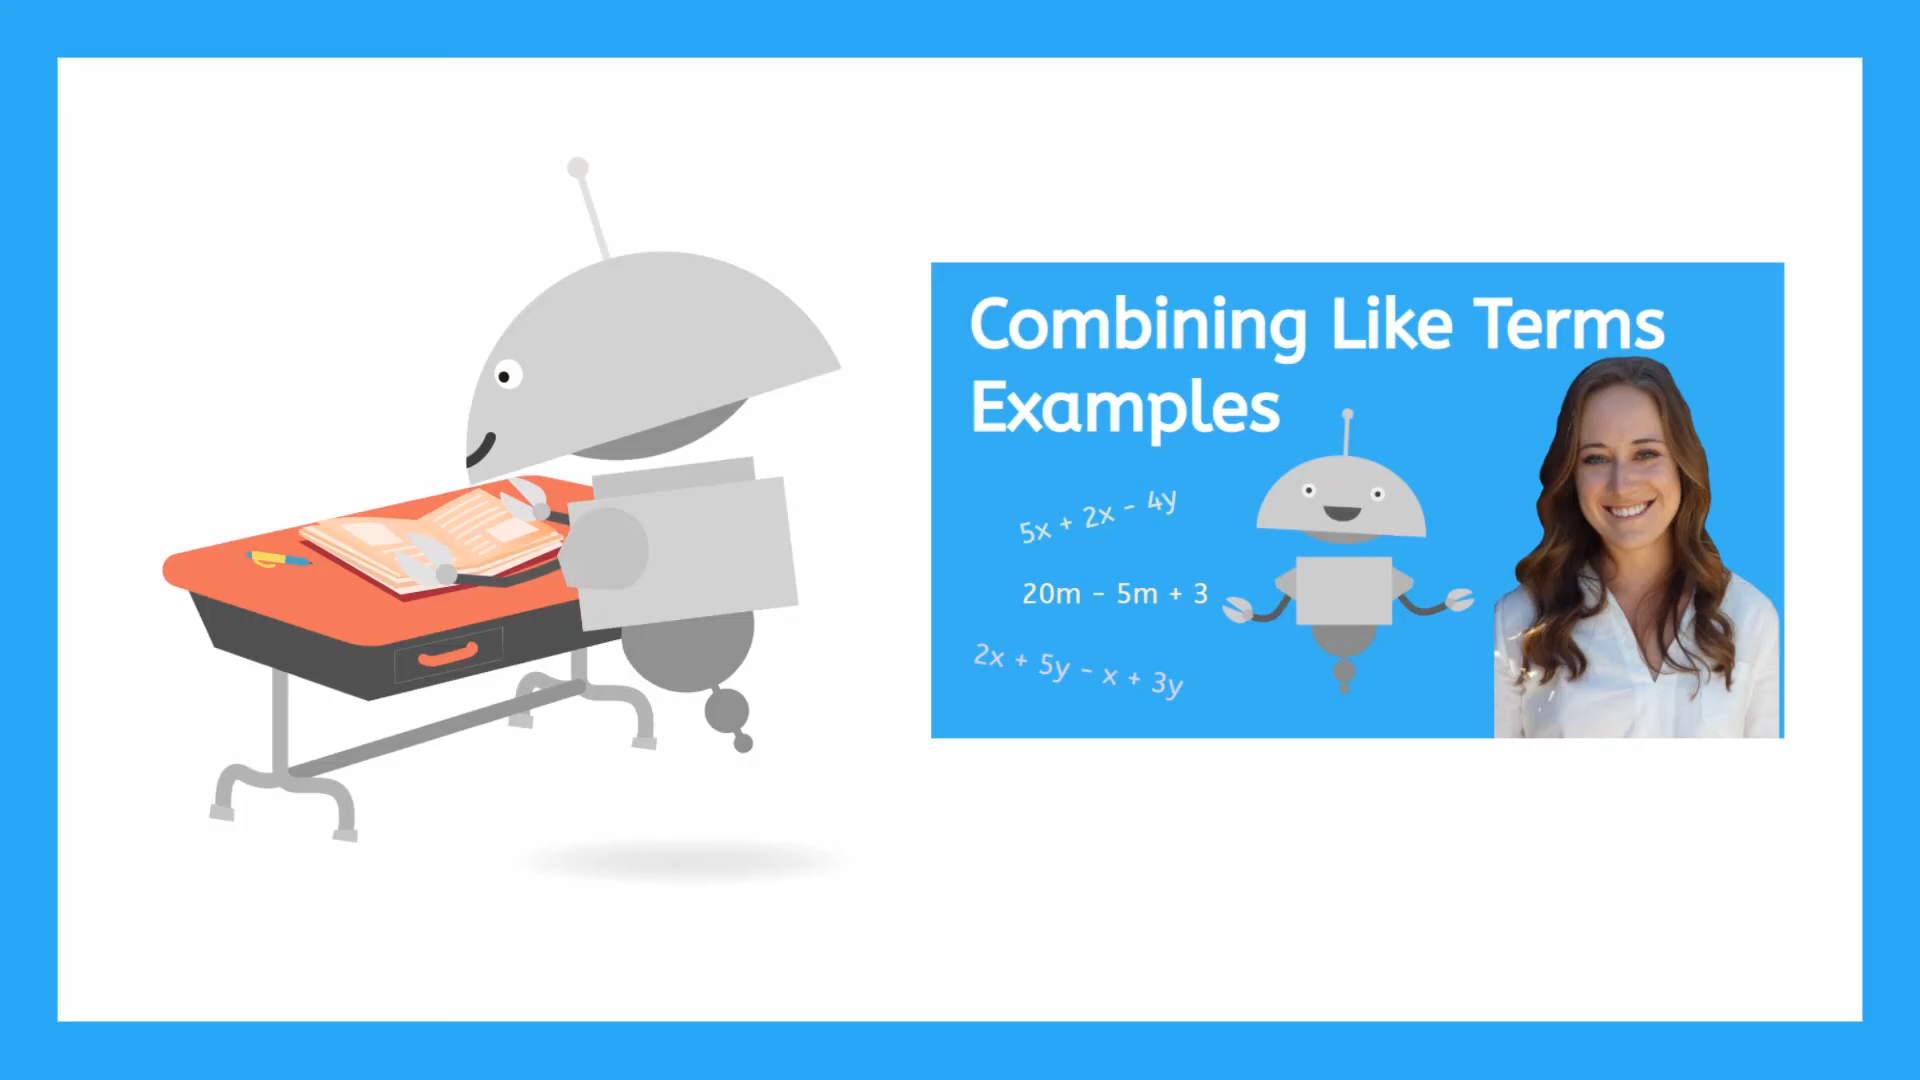 Combining Like Terms
Examples
5x + 2x - 4y
20m - 5m + 3
2x + 5y - x + 3y